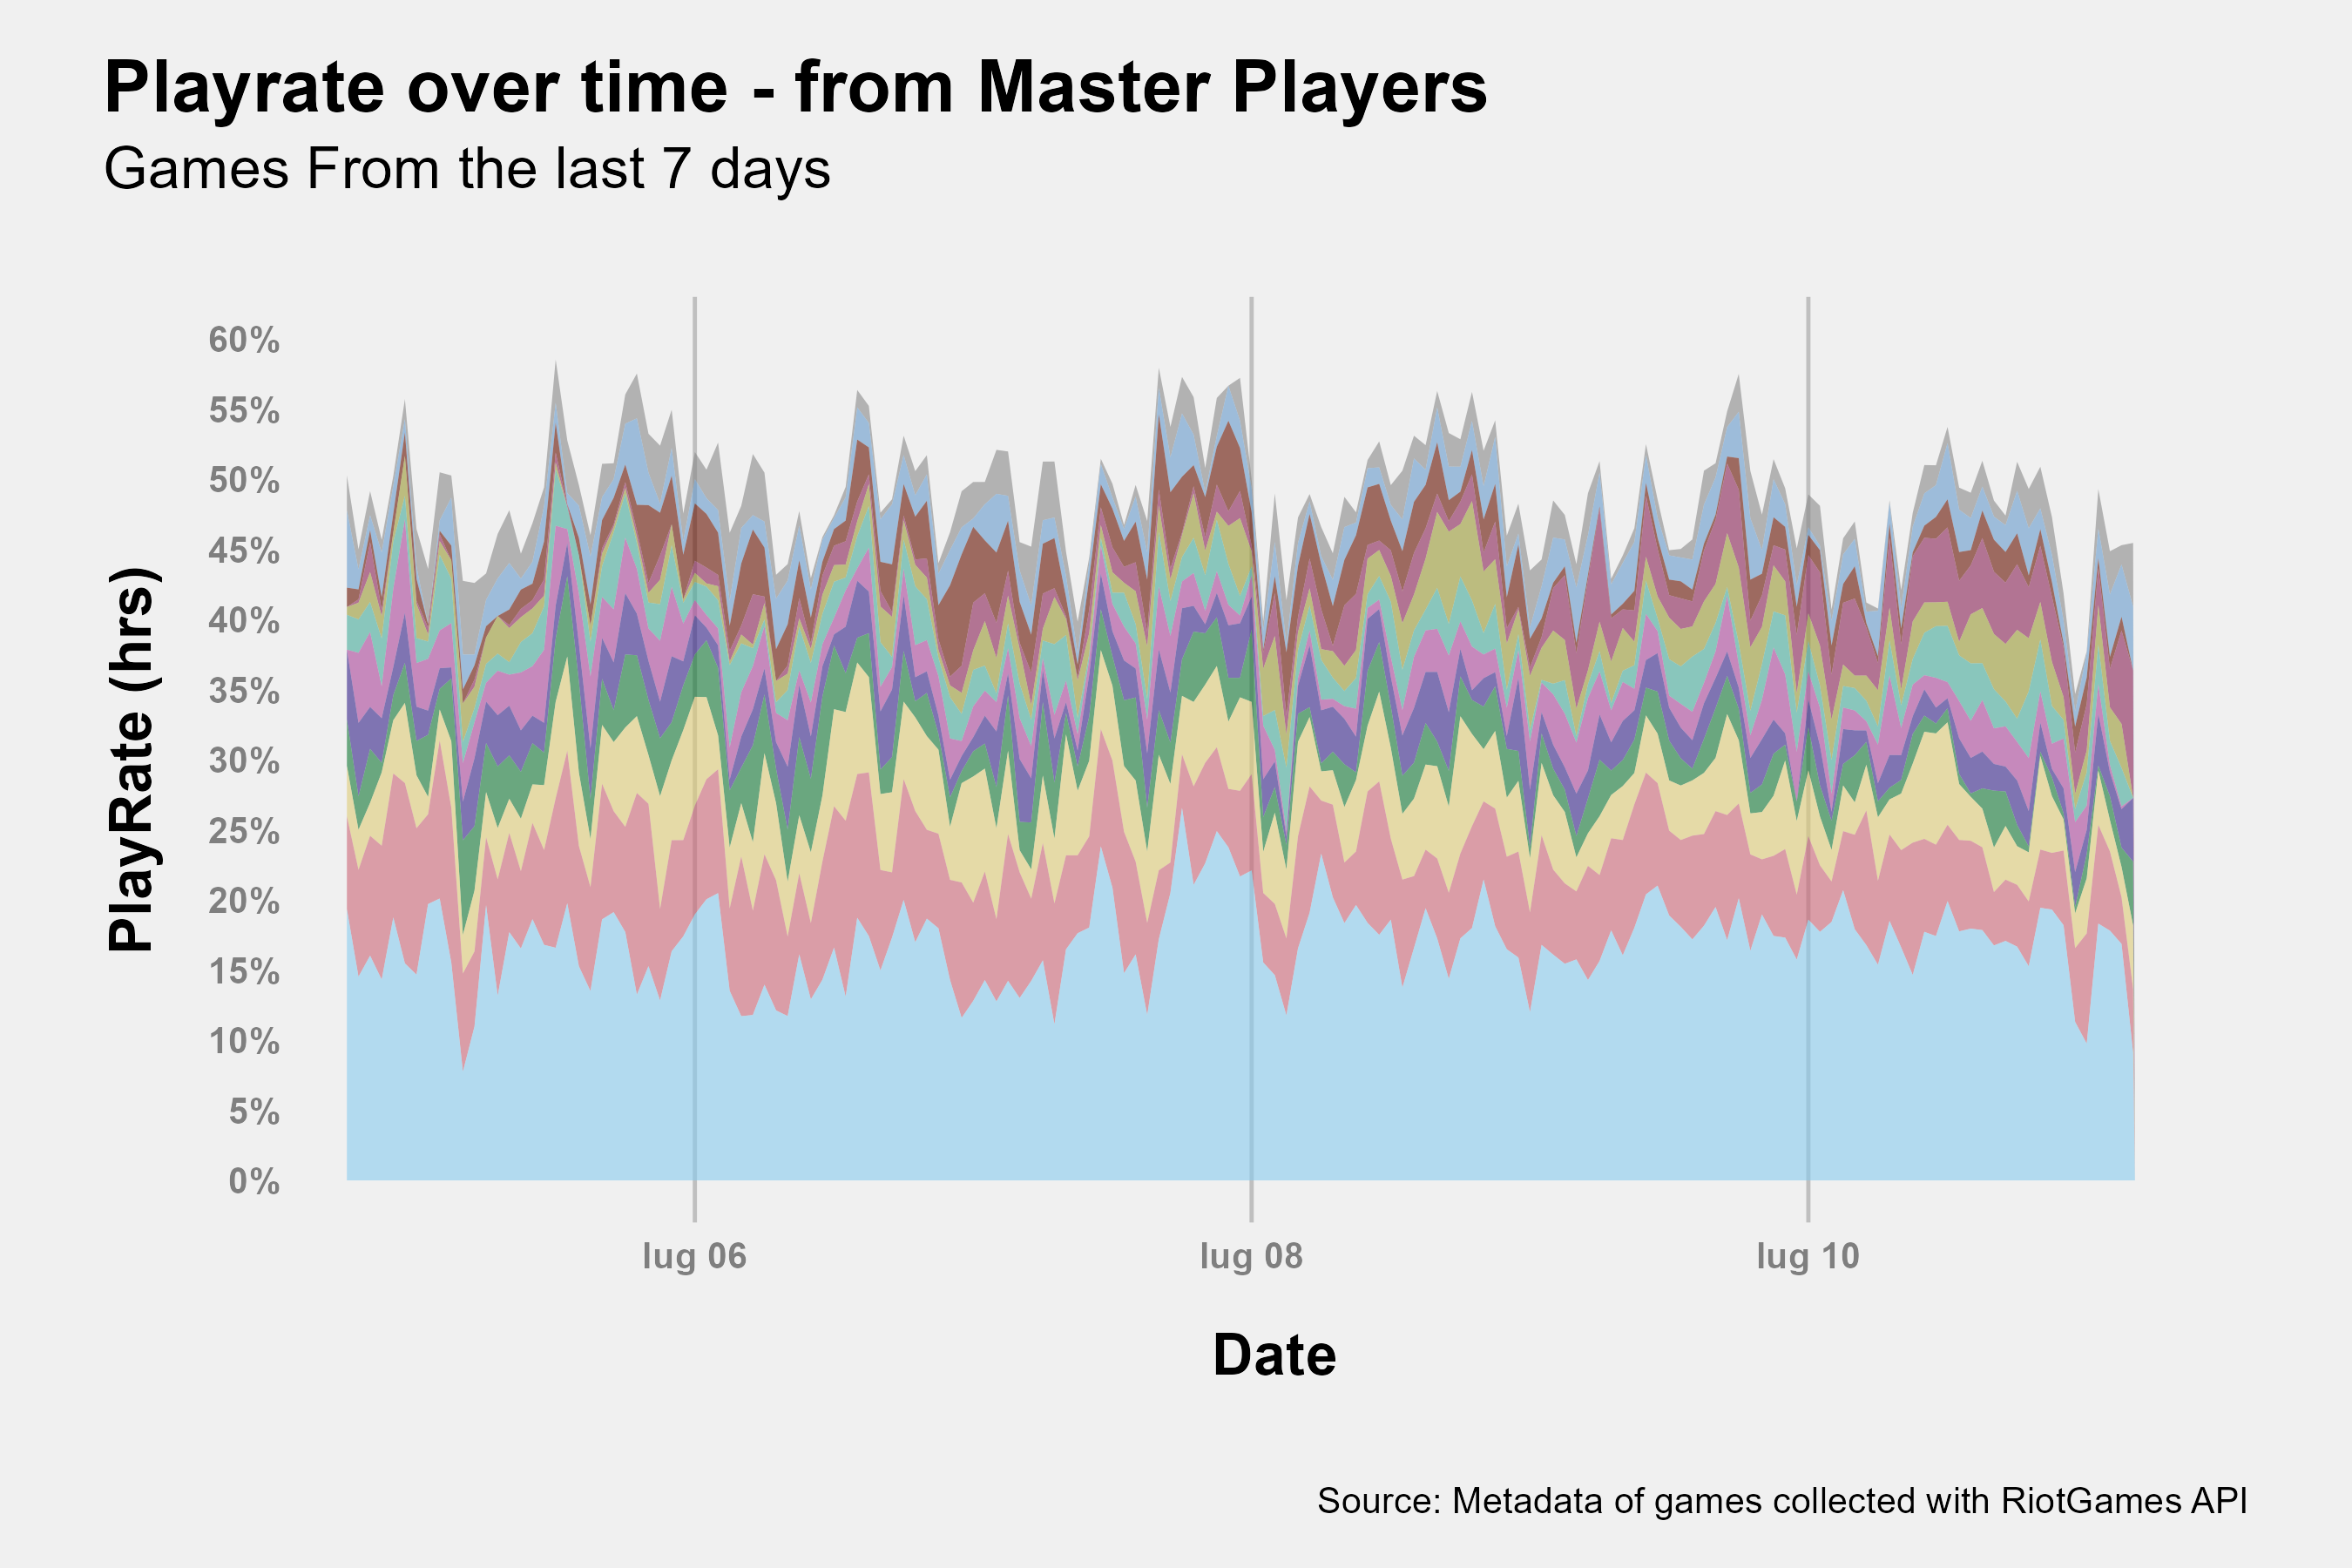 Playrate over time - from Master Players
Games From the last 7 days
PlayRate (hrs)
60%
55%
50%
45%
40%
35%
30%
25%
20%
15%
10%
5%
0%
lug 06
lug 08
lug 10
Date
Source: Metadata of games collected with RiotGames API